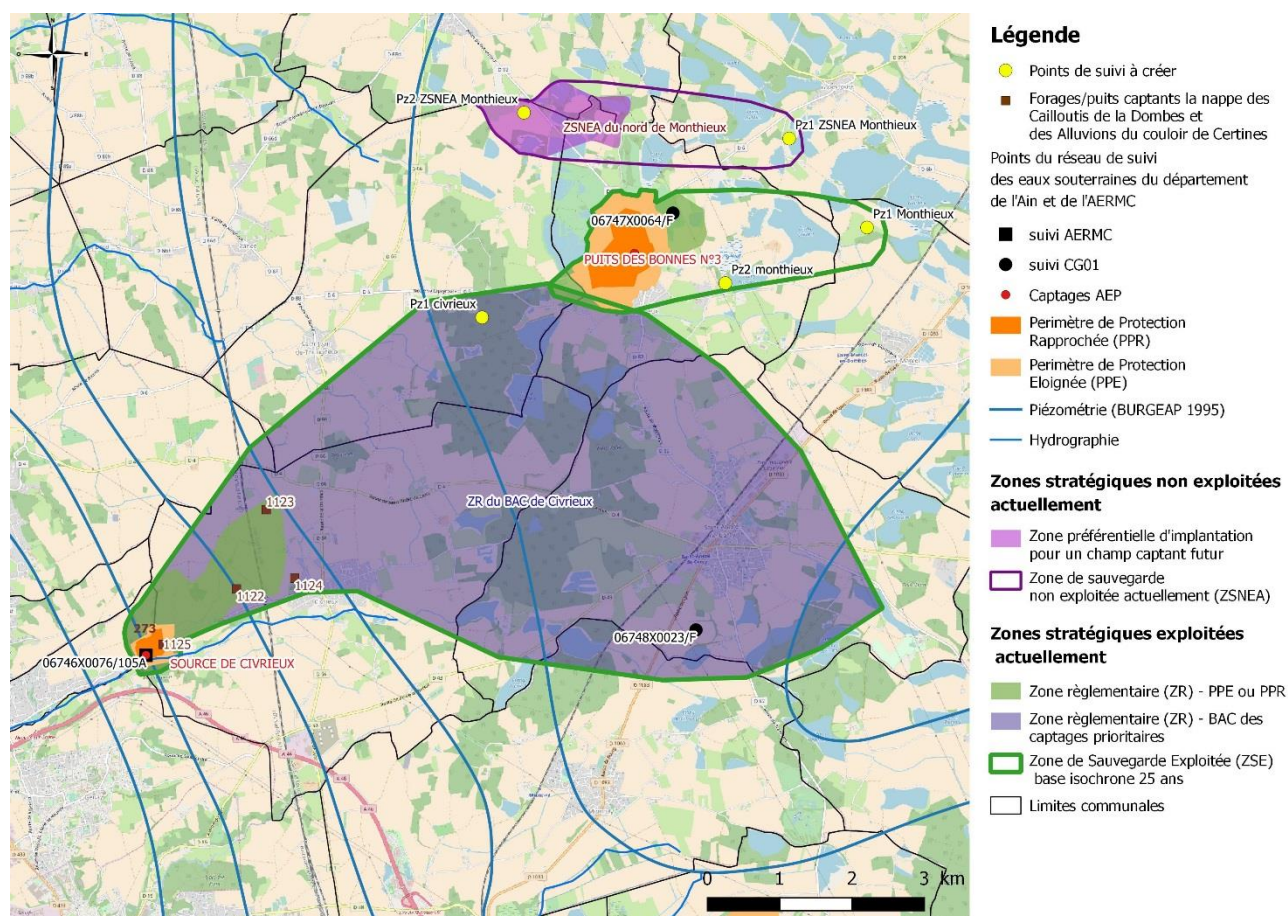 Pz2 ZSNEA Monthieux
ZSNEA du nord de Monthieux
Pz1 ZSNEA Monthieux
06747X0064/F
Pz1 Monthieux
PUITS DES BONNES N°3
Pz2 monthieux
Pz1 civrieux
ZR du BAC de Civrieux
1123
1124
1122
273
1125
06746X0076/105A
SOURCE DE CIVRIEUX
06748X0023/F
0 1 2 3 km
Légende
Points de suivi à créer
Forages/puits captants la nappe des
Cailloutis de la Dombes et
des Alluvions du couloir de Certines
Points du réseau de suivi
des eaux souterraines du département
de l'Ain et de l'AERMC
suivi AERMC
suivi CG01
Captages AEP
Perimètre de Protection
Rapprochée (PPR)
Perimètre de Protection
Eloignée (PPE)
Piézométrie (BURGEAP 1995)
Hydrographie
Zones stratégiques non exploitées
actuellement
Zone préférentielle d'implantation
pour un champ captant futur
Zone de sauvegarde
non exploitée actuellement (ZSNEA)
Zones stratégiques exploitées
actuellement
Zone règlementaire (ZR) - PPE ou PPR
Zone règlementaire (ZR) - BAC des
captages prioritaires
Zone de Sauvegarde Exploitée (ZSE)
base isochrone 25 ans
Limites communales